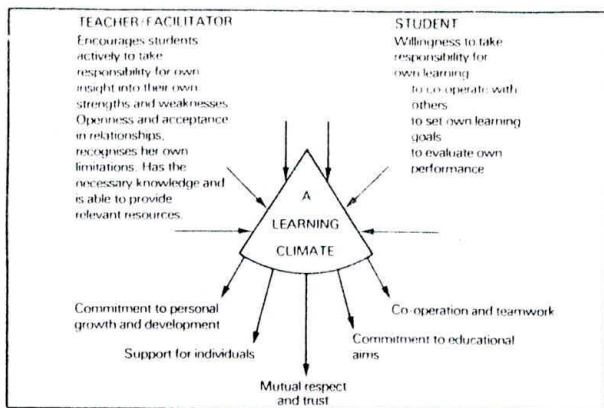 TEACHER-FACILITATOR
Encourages students
actively to take
responsibility for own
insight into their own
strengths and weaknesses
Openness and acceptance
in relationships,
recognises her own
limitations. Has the
necessary knowledge and
is able to provide
relevant resources.
STUDENT
Willingness to take
responsibility for
own learning
to co-operate with
others
to set own learning
goals
to evaluate own
performance
A
LEARNING
CLIMATE
Commitment to personal
growth and development
Support for individuals
Mutual respect
and trust
Commitment to educational
aims
Co-operation and teamwork